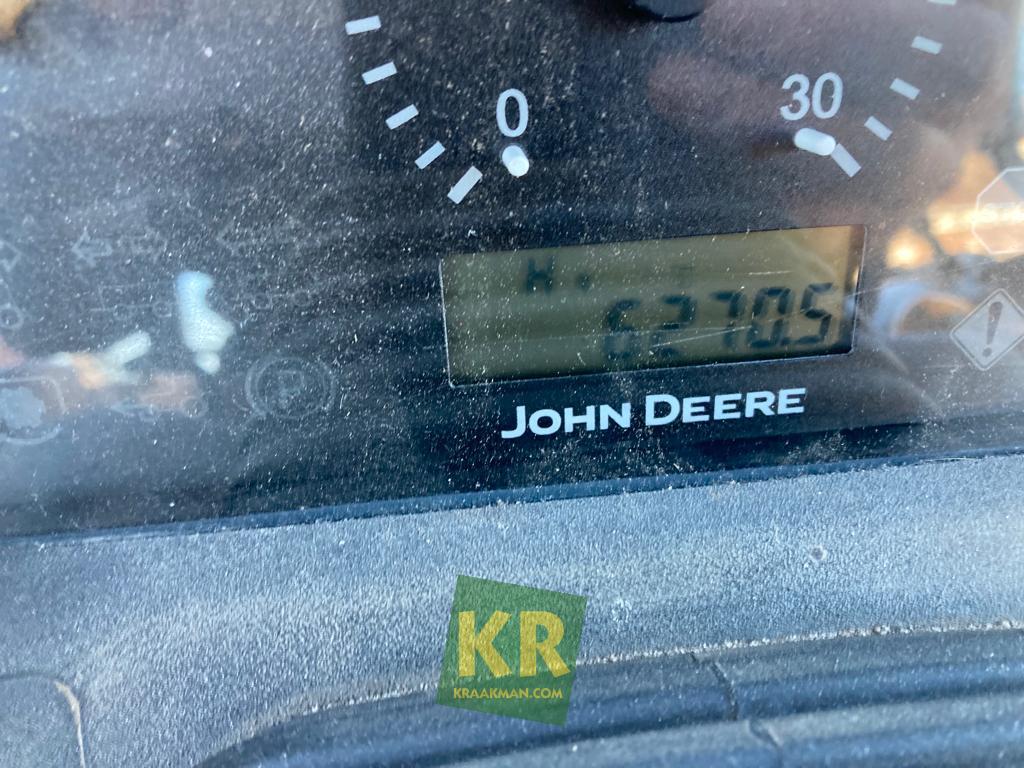 0
30
H.
6270.5
JOHN DEERE
P
KR
KRAAKMAN.COM